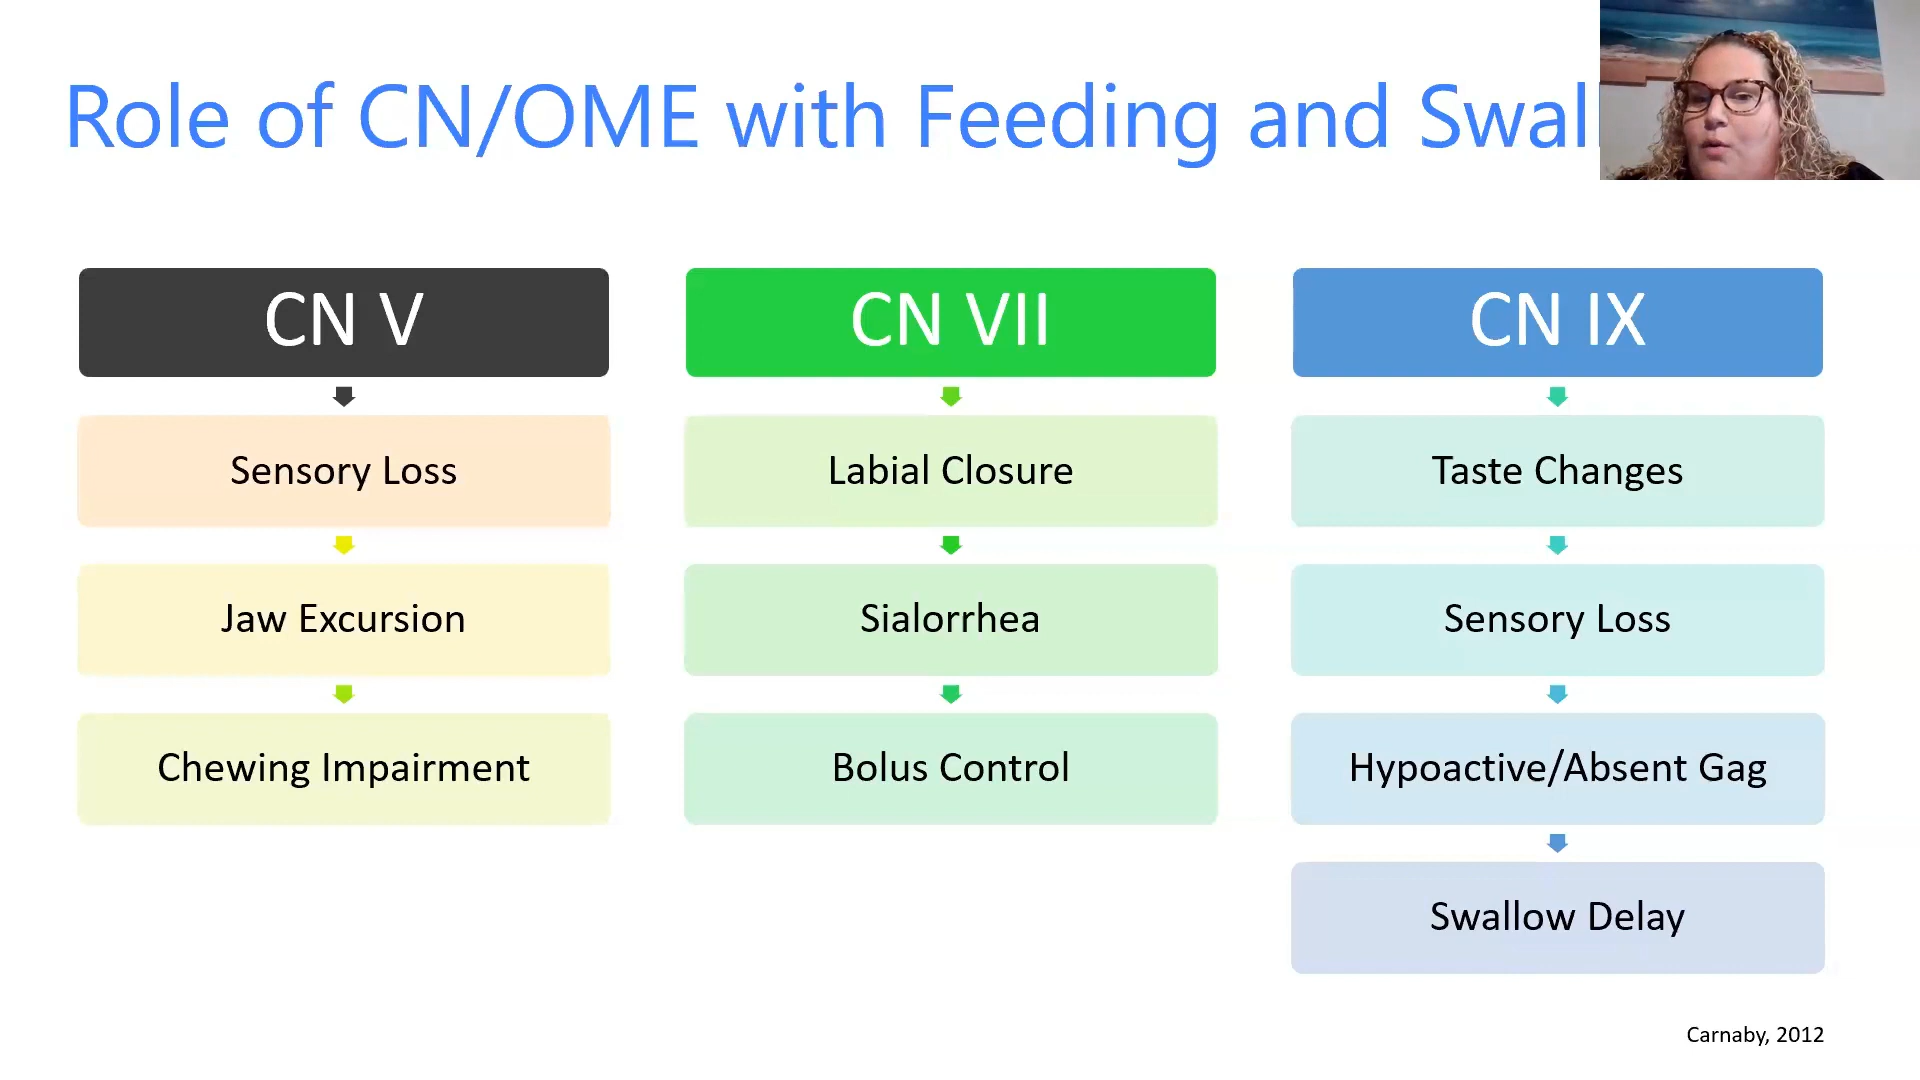 Role of CN/OME with Feeding and
CN V
Sensory Loss
Jaw Excursion
Chewing Impairment
CN VII
Labial Closure
Sialorrhea
Bolus Control
CN IX
Taste Changes
Sensory Loss
Hypoactive/Absent Gag
Swallow Delay
Carnaby, 2012